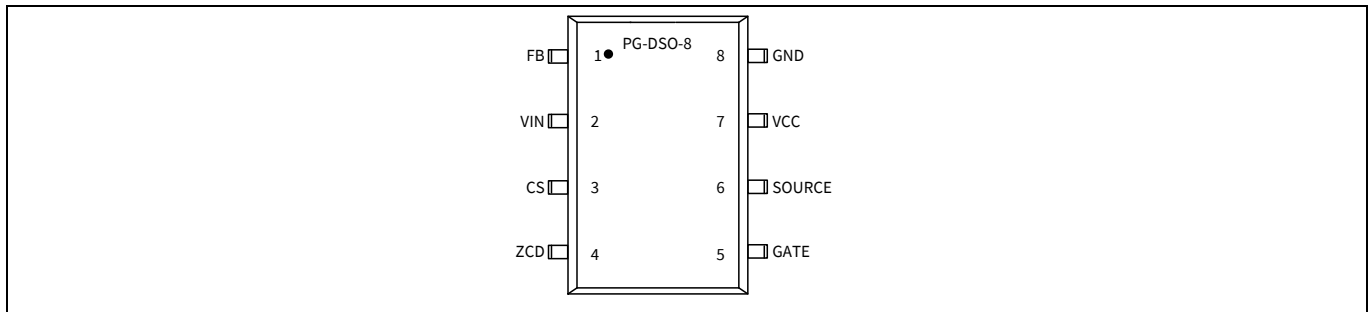 PG-DSO-8
FB 1 8 GND
VIN 2 7 VCC
CS 3 6 SOURCE
ZCD 4 5 GATE